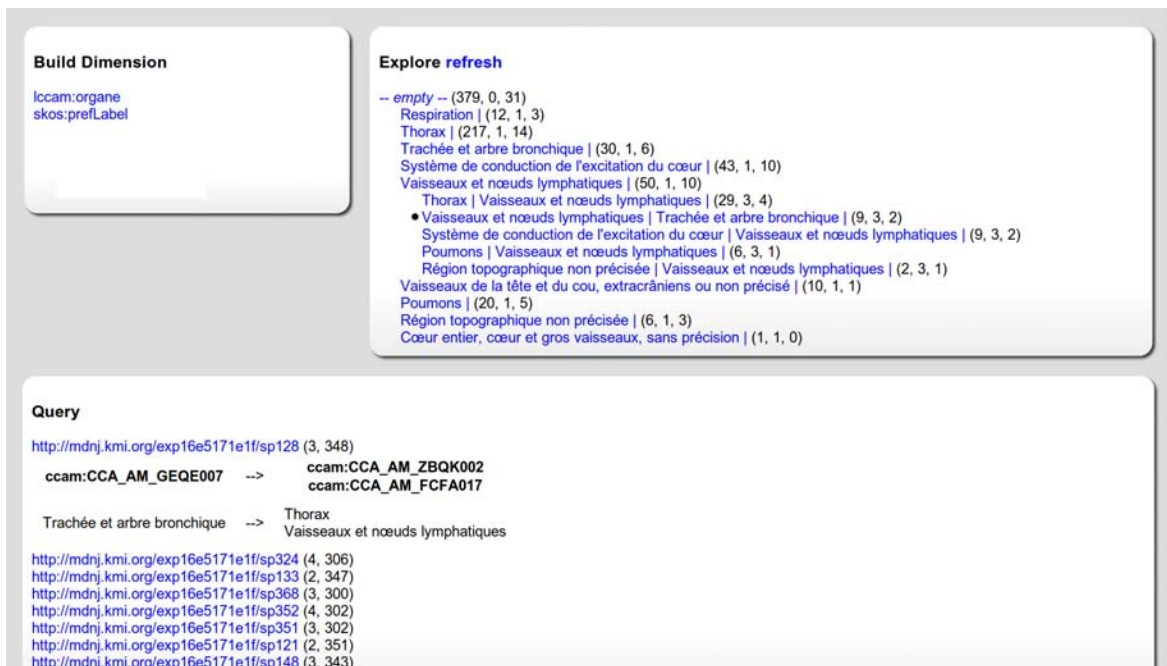 Build Dimension
lccam:organe
skos:prefLabel
Explore refresh
-- empty -- (379, 0, 31)
Respiration | (12, 1, 3)
Thorax | (217, 1, 14)
Trachée et arbre bronchique | (30, 1, 6)
Système de conduction de l'excitation du cœur | (43, 1, 10)
Vaisseaux et nœuds lymphatiques | (50, 1, 10)
Thorax | Vaisseaux et nœuds lymphatiques | (29, 3, 4)
● Vaisseaux et nœuds lymphatiques | Trachée et arbre bronchique | (9, 3, 2)
Système de conduction de l'excitation du cœur | Vaisseaux et nœuds lymphatiques | (9, 3, 2)
Poumons | Vaisseaux et nœuds lymphatiques | (6, 3, 1)
Région topographique non précisée | Vaisseaux et nœuds lymphatiques | (2, 3, 1)
Vaisseaux de la tête et du cou, extracrâniens ou non précisé | (10, 1, 1)
Poumons | (20, 1, 5)
Région topographique non précisée | (6, 1, 3)
Cœur entier, cœur et gros vaisseaux, sans précision | (1, 1, 0)
Query
http://mdnj.kmi.org/exp16e5171e1f/sp128 (3, 348)
ccam:CCA_AM_GEQE007 --> ccam:CCA_AM_ZBQK002
ccam:CCA_AM_FCFA017
Trachée et arbre bronchique --> Thorax
Vaisseaux et nœuds lymphatiques
http://mdnj.kmi.org/exp16e5171e1f/sp324 (4, 306)
http://mdnj.kmi.org/exp16e5171e1f/sp133 (2, 347)
http://mdnj.kmi.org/exp16e5171e1f/sp368 (3, 300)
http://mdnj.kmi.org/exp16e5171e1f/sp352 (4, 302)
http://mdnj.kmi.org/exp16e5171e1f/sp351 (3, 302)
http://mdnj.kmi.org/exp16e5171e1f/sp121 (2, 351)
http://mdnj.kmi.org/exp16e5171e1f/sp148 (3, 343)